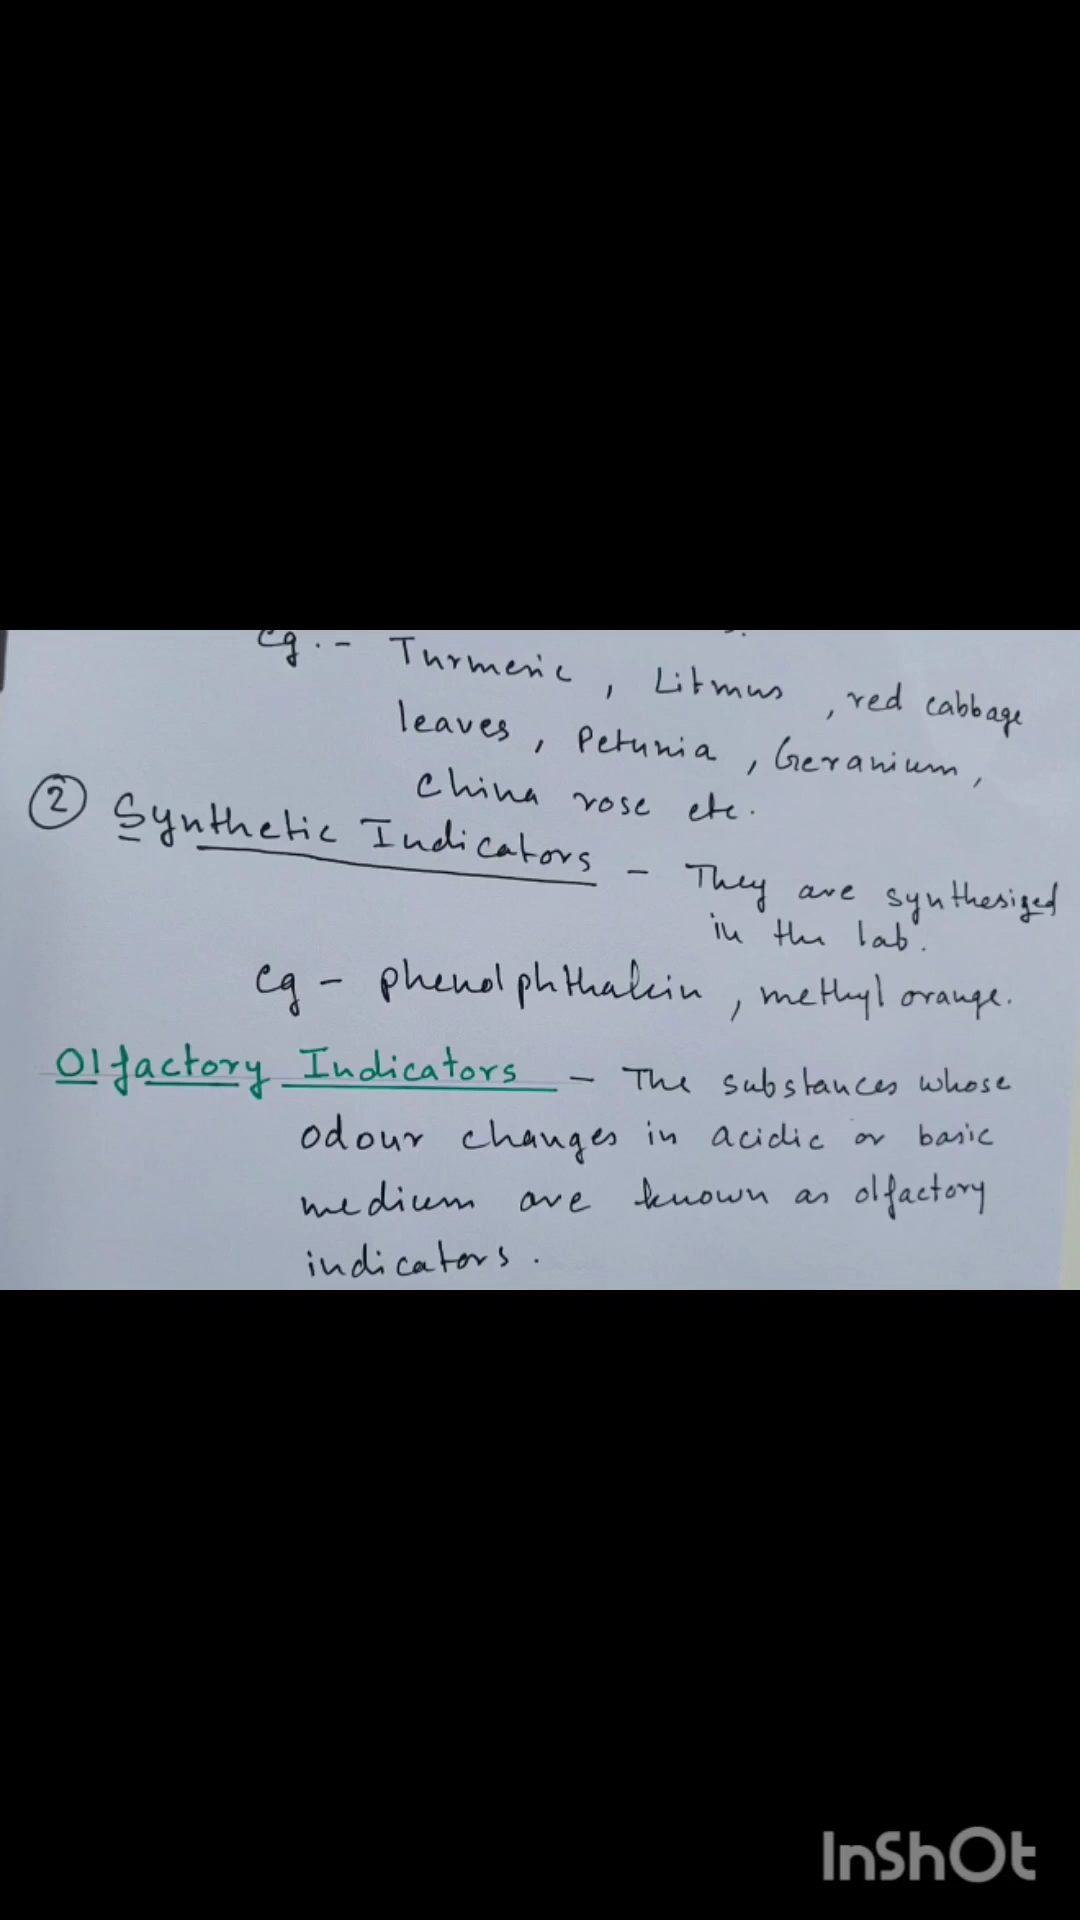 eg. - Turmeric, Litmus, red cabbage
leaves, Petunia, Geranium,
China rose etc.
② Synthetic Indicators - They are synthesized
in the lab.
eg - phenolphthalein, methyl orange.
Olfactory Indicators - The substances whose
odour changes in acidic or basic
medium are known as olfactory
indicators.
InShOt